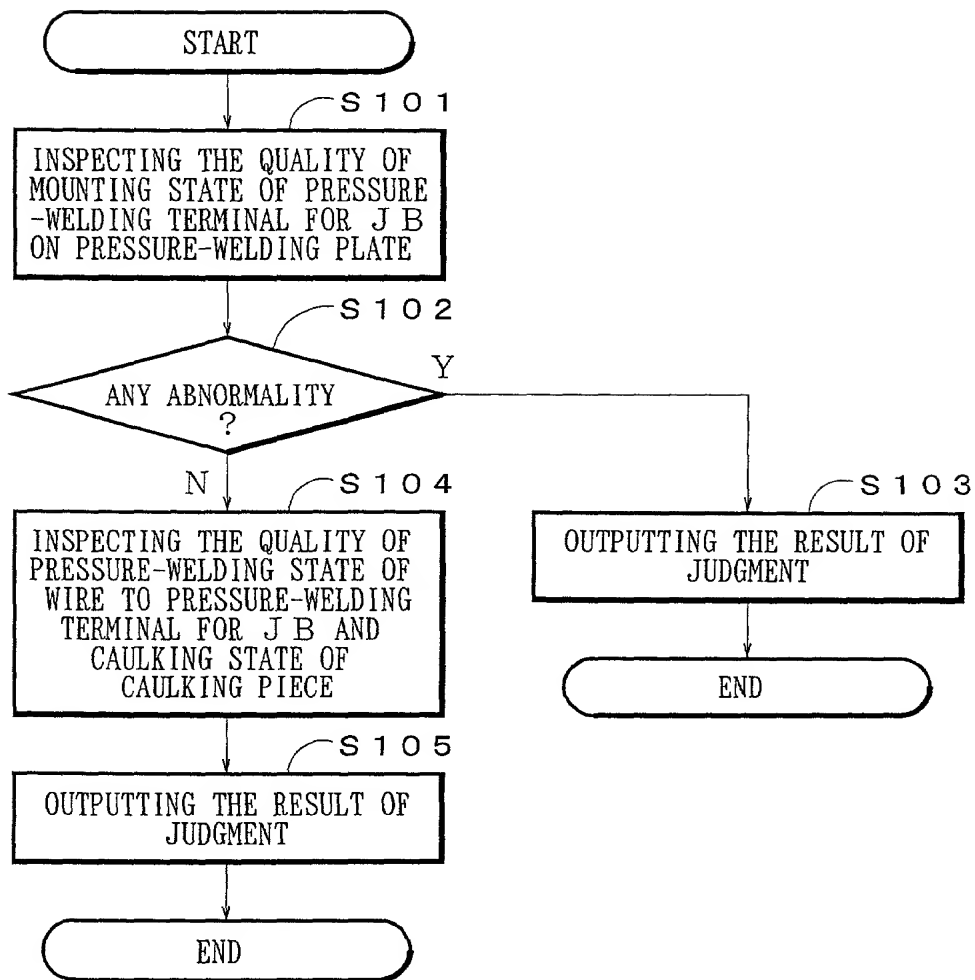 START
S101
INSPECTING THE QUALITY OF
MOUNTING STATE OF PRESSURE
-WELDING TERMINAL FOR JB
ON PRESSURE-WELDING PLATE
S102
ANY ABNORMALITY
?
Y
N
S104
INSPECTING THE QUALITY OF
PRESSURE-WELDING STATE OF
WIRE TO PRESSURE-WELDING
TERMINAL FOR JB AND
CAULKING STATE OF
CAULKING PIECE
S103
OUTPUTTING THE RESULT OF
JUDGMENT
END
S105
OUTPUTTING THE RESULT OF
JUDGMENT
END